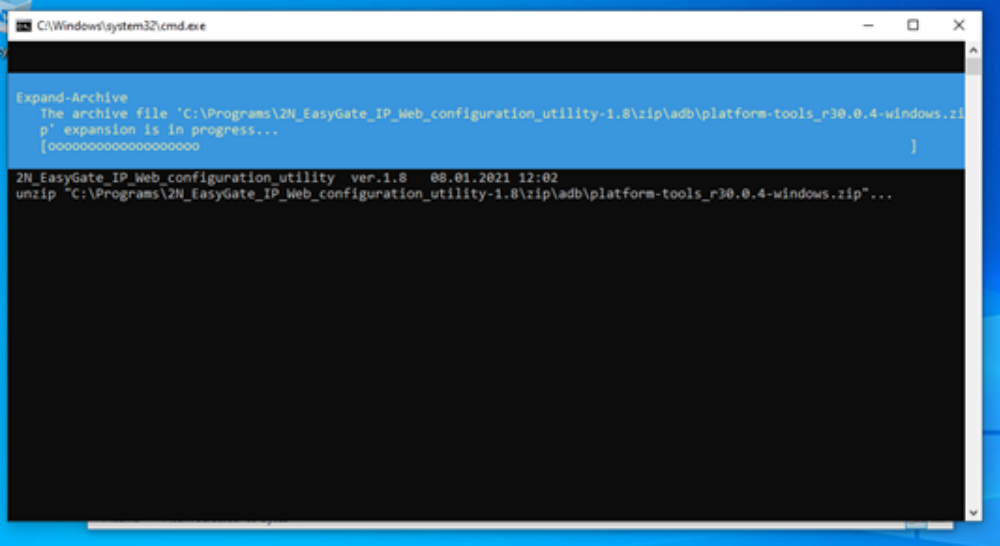 C:\Windows\system32\cmd.exe
Expand-Archive
The archive file 'C:\Programs\2N_EasyGate_IP_Web_configuration_utility-1.8\zip\adb\platform-tools_r30.0.4-windows.zi
p' expansion is in progress...
[ooooooooooooooooooo ]
2N_EasyGate_IP_Web_configuration_utility ver.1.8 08.01.2021 12:02
unzip "C:\Programs\2N_EasyGate_IP_Web_configuration_utility-1.8\zip\adb\platform-tools_r30.0.4-windows.zip"...